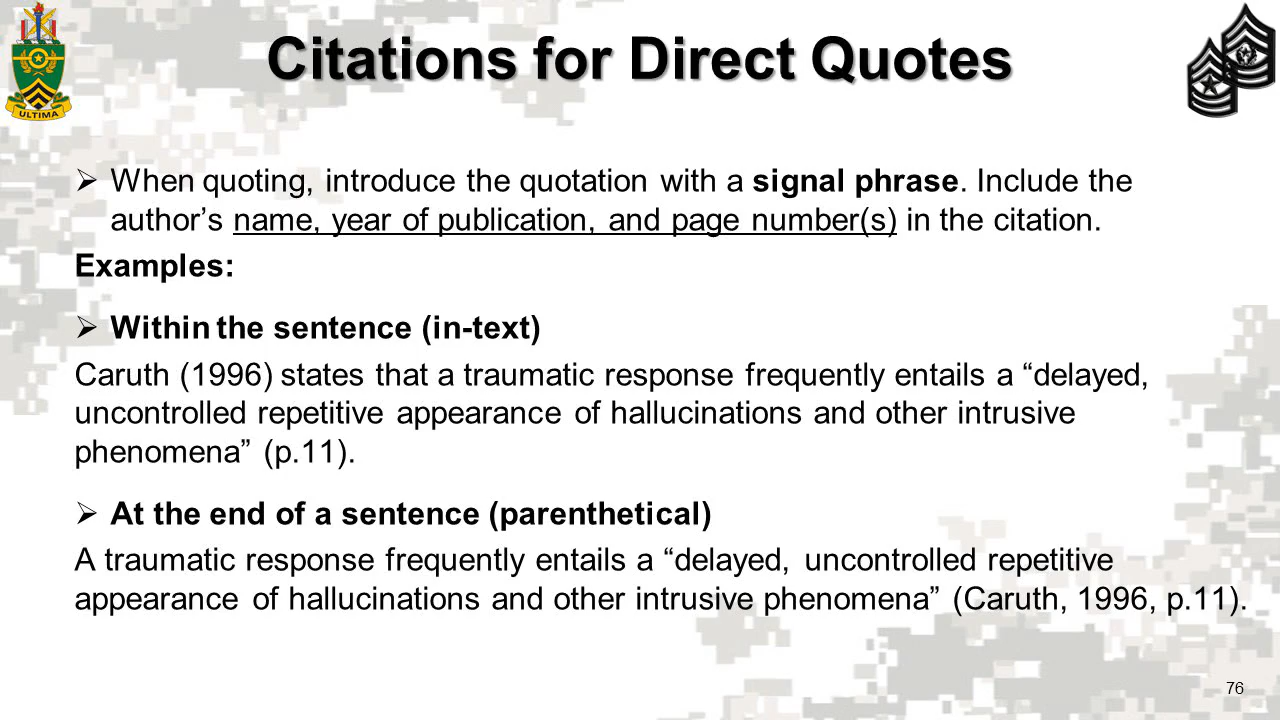 Citations for Direct Quotes
ULTIMA
➢ When quoting, introduce the quotation with a signal phrase. Include the
author’s name, year of publication, and page number(s) in the citation.
Examples:
➢ Within the sentence (in-text)
Caruth (1996) states that a traumatic response frequently entails a “delayed,
uncontrolled repetitive appearance of hallucinations and other intrusive
phenomena” (p.11).
➢ At the end of a sentence (parenthetical)
A traumatic response frequently entails a “delayed, uncontrolled repetitive
appearance of hallucinations and other intrusive phenomena” (Caruth, 1996, p.11).
76